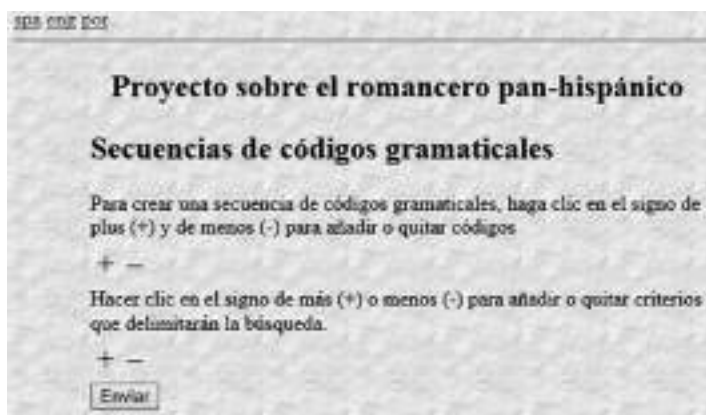 spa eng por
Proyecto sobre el romancero pan-hispánico
Secuencias de códigos gramaticales
Para crear una secuencia de códigos gramaticales, haga clic en el signo de
plus (+) y de menos (-) para añadir o quitar códigos
+ –
Hacer clic en el signo de más (+) o menos (-) para añadir o quitar criterios
que delimitarán la búsqueda.
+ –
Enviar